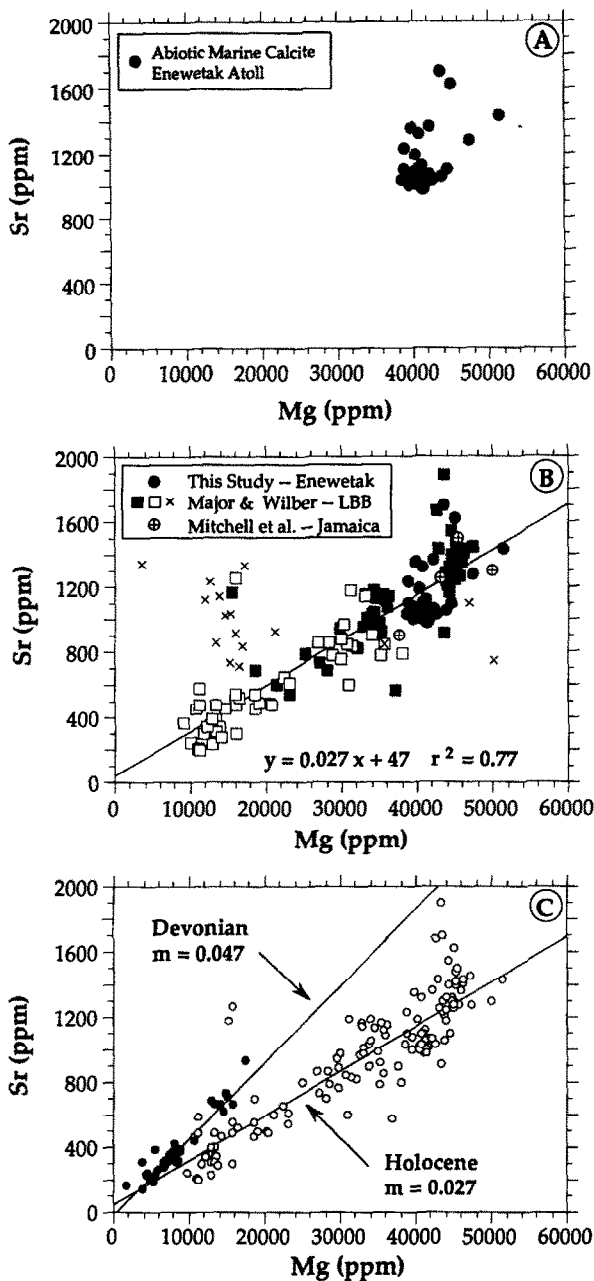 2000
1600
1200
800
400
0
Sr (ppm)
● Abiotic Marine Calcite
Enewetak Atoll
A
0 10000 20000 30000 40000 50000 60000
Mg (ppm)
2000
1600
1200
800
400
0
Sr (ppm)
● This Study – Enewetak
■ □ × Major & Wilber – LBB
⊕ Mitchell et al. – Jamaica
B
y = 0.027 x + 47 r² = 0.77
0 10000 20000 30000 40000 50000 60000
Mg (ppm)
2000
1600
1200
800
400
0
Sr (ppm)
C
Devonian
m = 0.047
Holocene
m = 0.027
0 10000 20000 30000 40000 50000 60000
Mg (ppm)